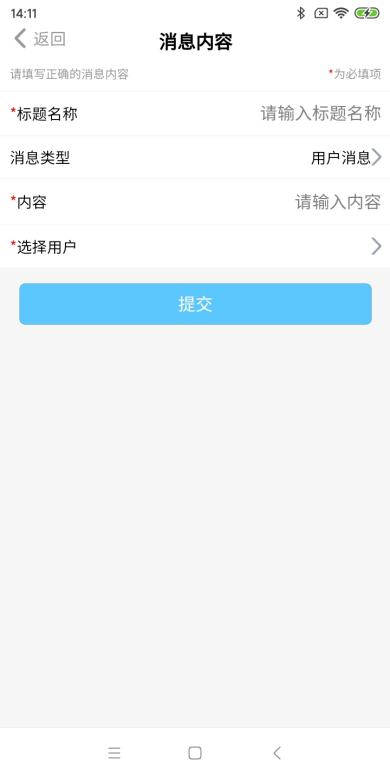 14:11
返回
消息内容
请填写正确的消息内容 *为必填项
*标题名称 请输入标题名称
消息类型 用户消息
*内容 请输入内容
*选择用户
提交